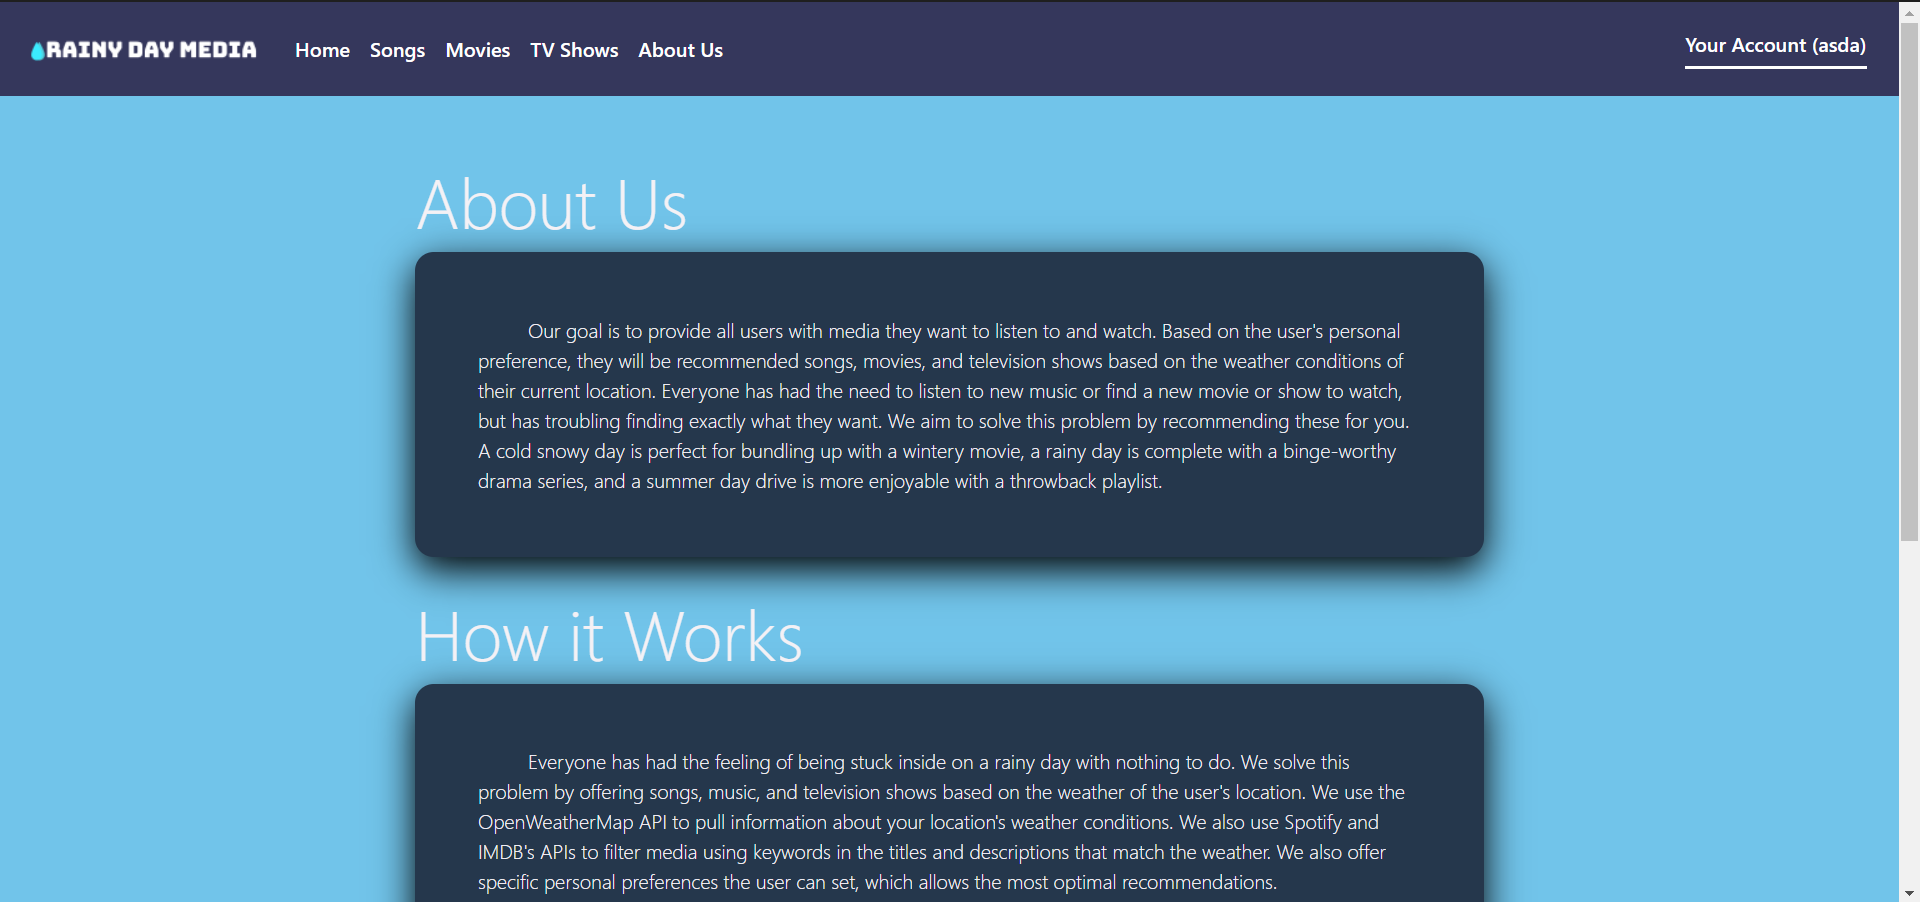 RAINY DAY MEDIA Home Songs Movies TV Shows About Us Your Account (asda)
About Us
Our goal is to provide all users with media they want to listen to and watch. Based on the user's personal
preference, they will be recommended songs, movies, and television shows based on the weather conditions of
their current location. Everyone has had the need to listen to new music or find a new movie or show to watch,
but has troubling finding exactly what they want. We aim to solve this problem by recommending these for you.
A cold snowy day is perfect for bundling up with a wintery movie, a rainy day is complete with a binge-worthy
drama series, and a summer day drive is more enjoyable with a throwback playlist.
How it Works
Everyone has had the feeling of being stuck inside on a rainy day with nothing to do. We solve this
problem by offering songs, music, and television shows based on the weather of the user's location. We use the
OpenWeatherMap API to pull information about your location's weather conditions. We also use Spotify and
IMDB's APIs to filter media using keywords in the titles and descriptions that match the weather. We also offer
specific personal preferences the user can set, which allows the most optimal recommendations.